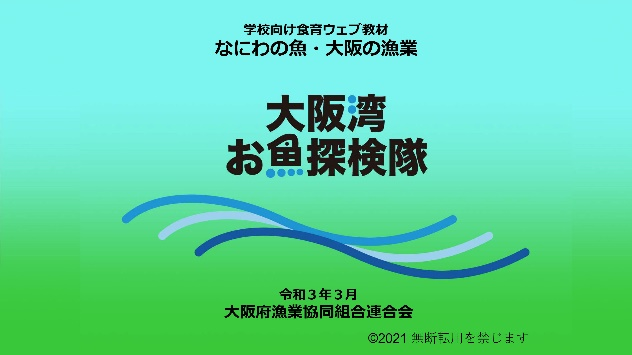 学校向け食育ウェブ教材
なにわの魚・大阪の漁業
大阪湾
お魚探検隊
令和３年３月
大阪府漁業協同組合連合会
©2021 無断転用を禁じます